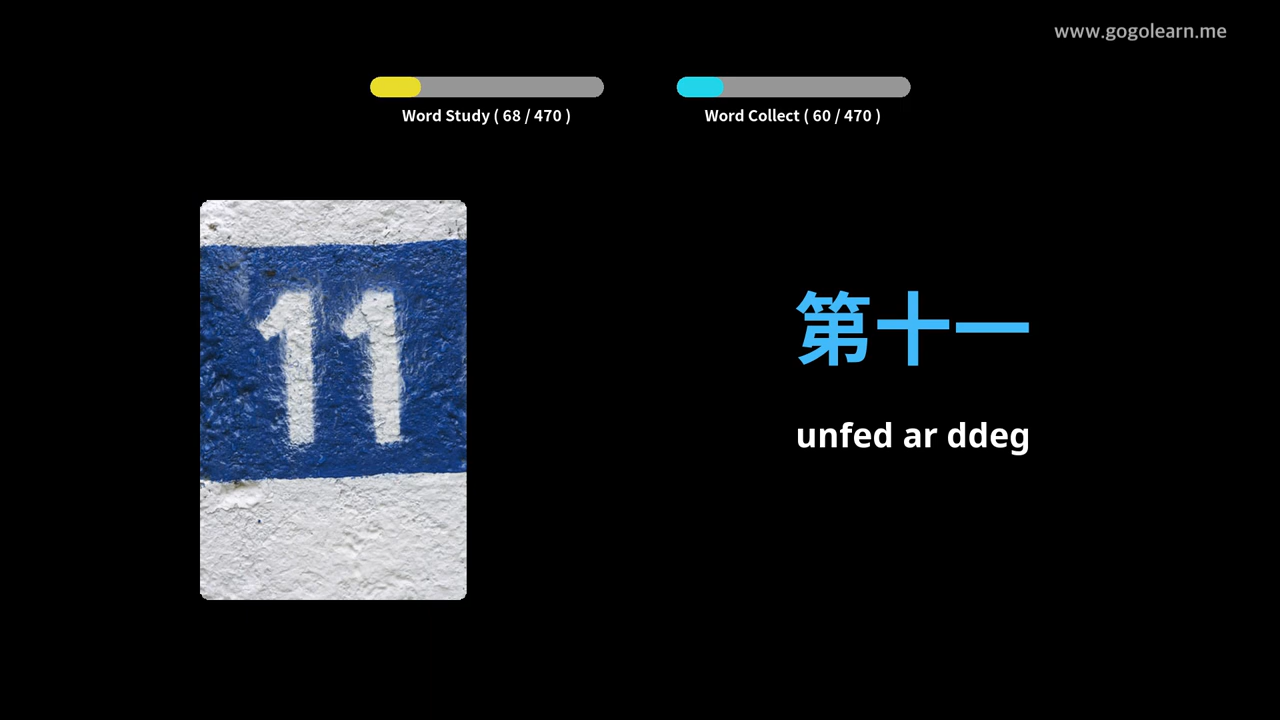 www.gogolearn.me
Word Study ( 68 / 470 )
Word Collect ( 60 / 470 )
11
第十一
unfed ar ddeg